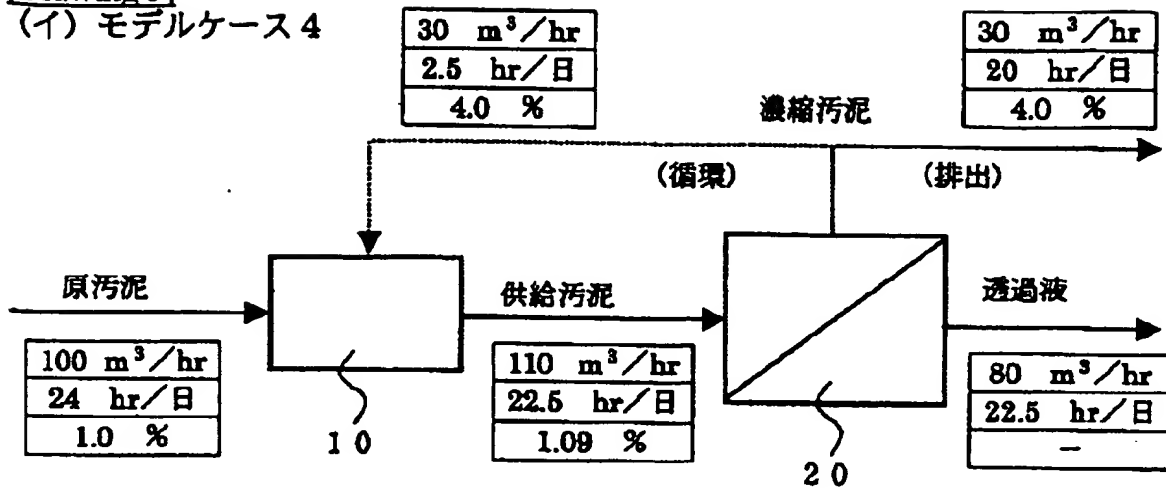 (イ) モデルケース4
30 m³/hr
2.5 hr/日
4.0 %
30 m³/hr
20 hr/日
4.0 %
濃縮汚泥
(循環)
(排出)
原汚泥
供給汚泥
透過液
100 m³/hr
24 hr/日
1.0 %
110 m³/hr
22.5 hr/日
1.09 %
80 m³/hr
22.5 hr/日
-
10
20